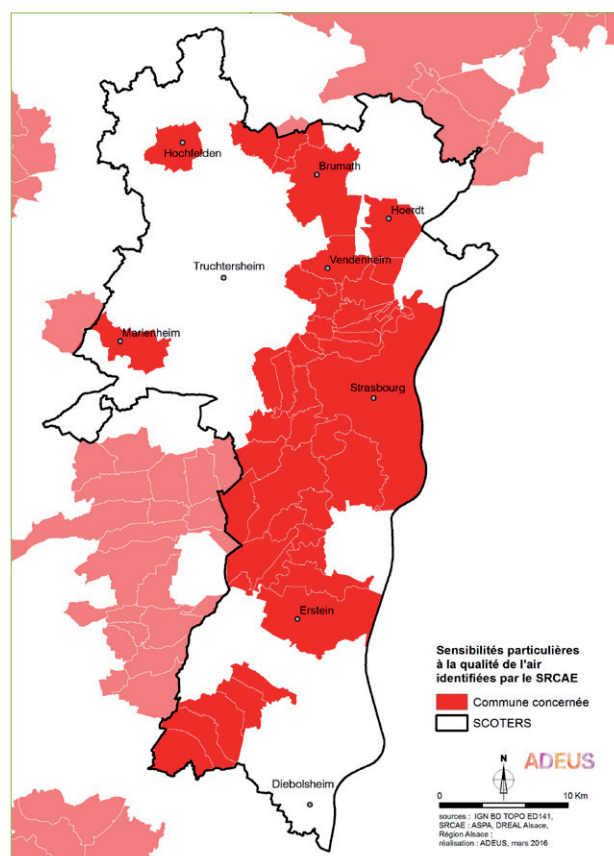 Hochfelden
Brumath
Hoerdt
Vendenheim
Truchtersheim
Marienheim
Strasbourg
Erstein
Diebolsheim
Sensibilités particulières
à la qualité de l'air
identifiées par le SRCAE
Commune concernée
SCOTERS
N
ADEUS
0 10 Km
sources : IGN BD TOPO ED141,
SRCAE : ASPA, DREAL Alsace,
Région Alsace ;
réalisation : ADEUS, mars 2016